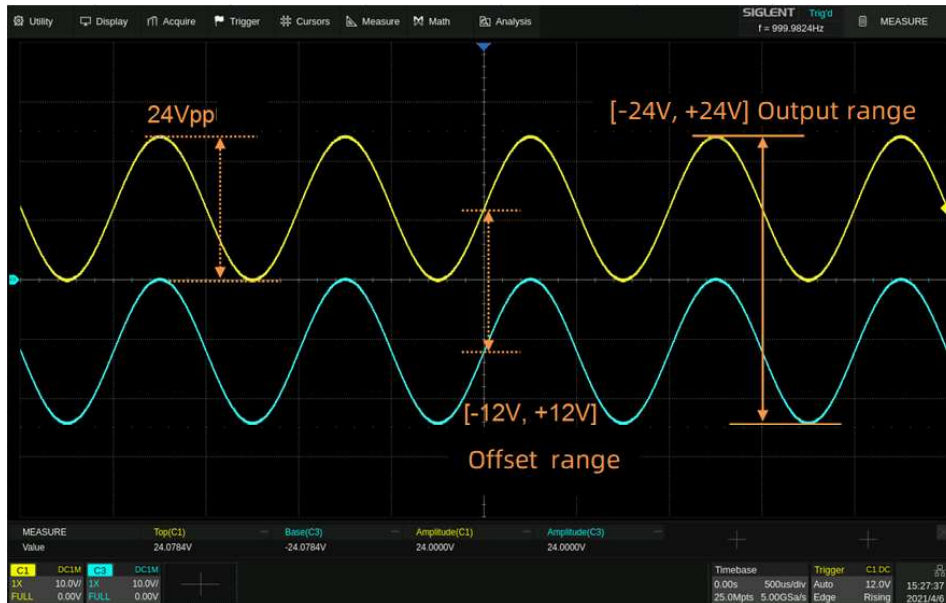 Utility Display Acquire Trigger Cursors Measure Math Analysis SIGLENT Trig'd MEASURE
f = 999.9824Hz
24Vpp
[-24V, +24V] Output range
[-12V, +12V]
Offset range
MEASURE Top(C1) Base(C3) Amplitude(C1) Amplitude(C3)
Value 24.0784V -24.0784V 24.0000V 24.0000V
C1 DC1M C3 DC1M Timebase Trigger C1 DC
1X 10.0V/ 1X 10.0V/ 0.00s 500us/div Auto 12.0V
FULL 0.00V FULL 0.00V 25.0Mpts 5.00GSa/s Edge Rising
15:27:37
2021/4/6